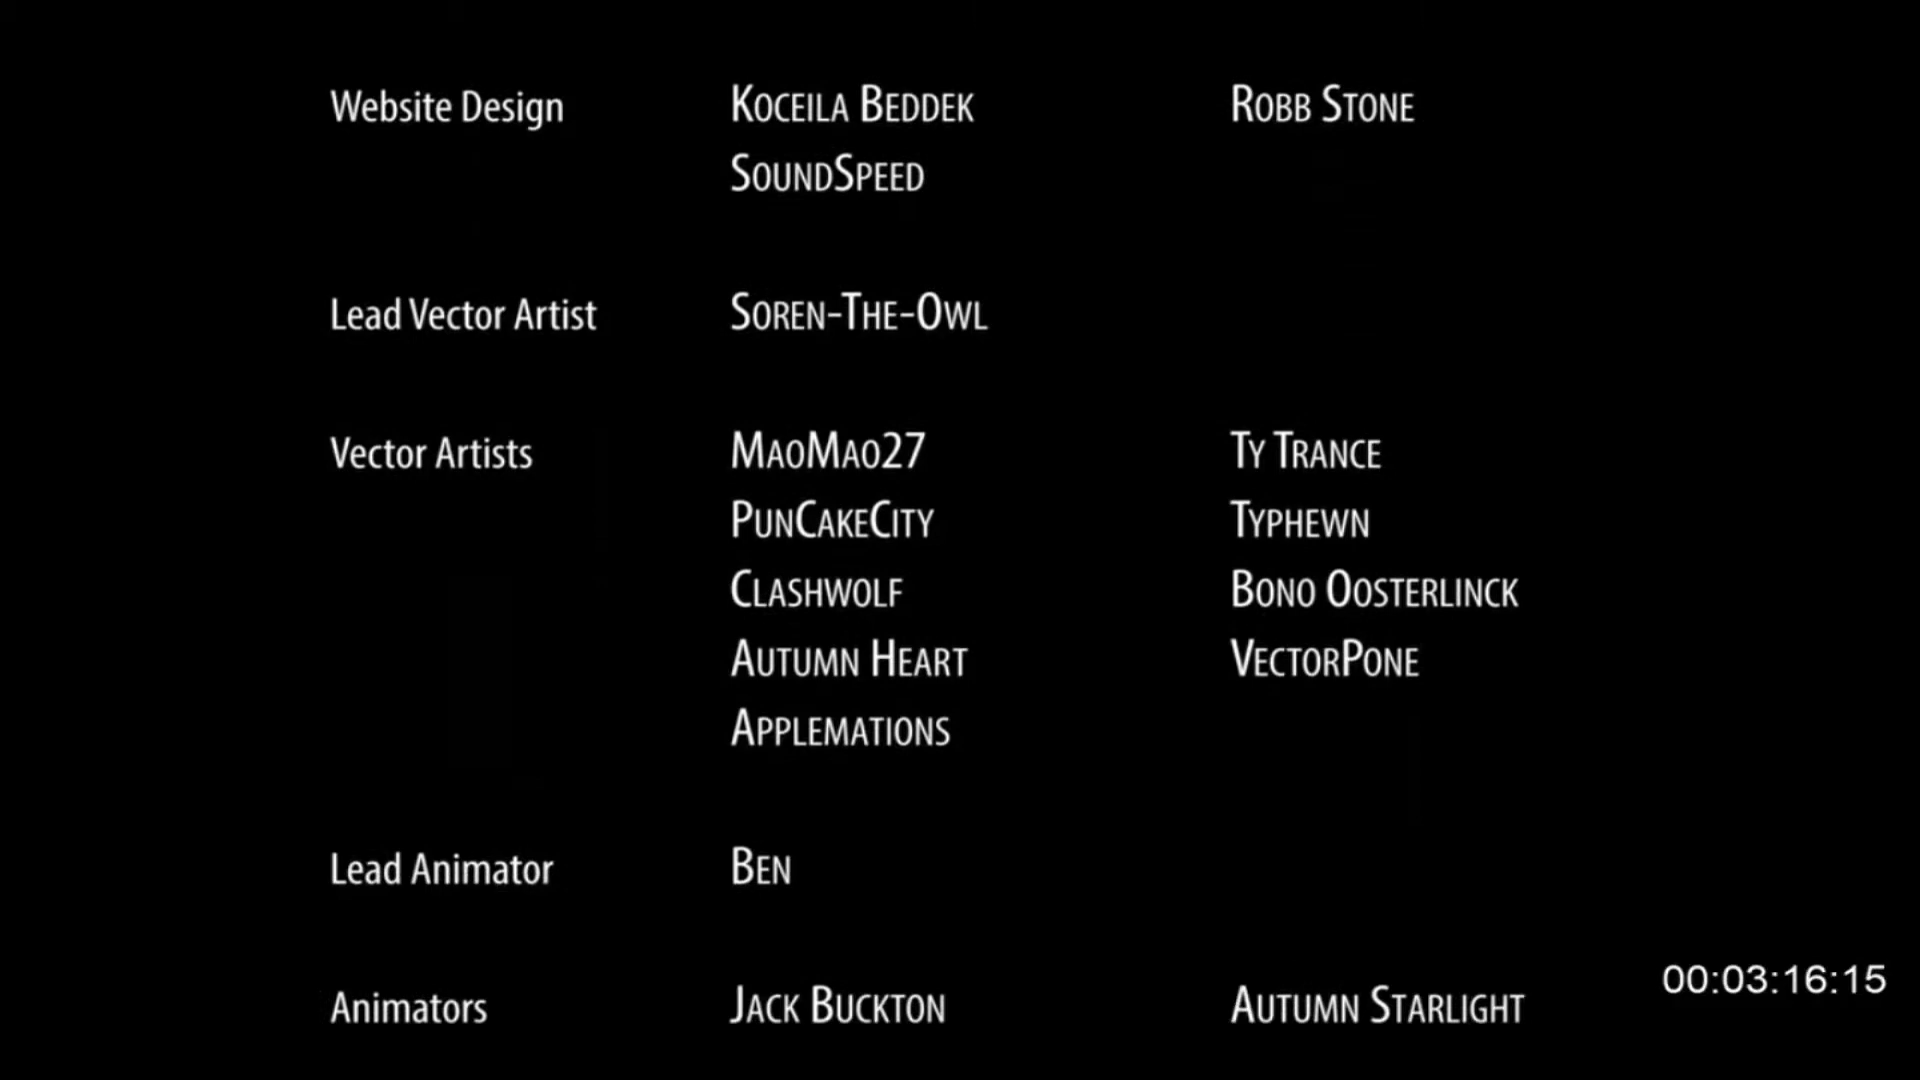 Website Design Koceila Beddek Robb Stone
SoundSpeed
Lead Vector Artist Soren-The-Owl
Vector Artists MaoMao27 Ty Trance
PunCakeCity Typhewn
Clashwolf Bono Oosterlinck
Autumn Heart VectorPone
Applemations
Lead Animator Ben
Animators Jack Buckton Autumn Starlight
00:03:16:15